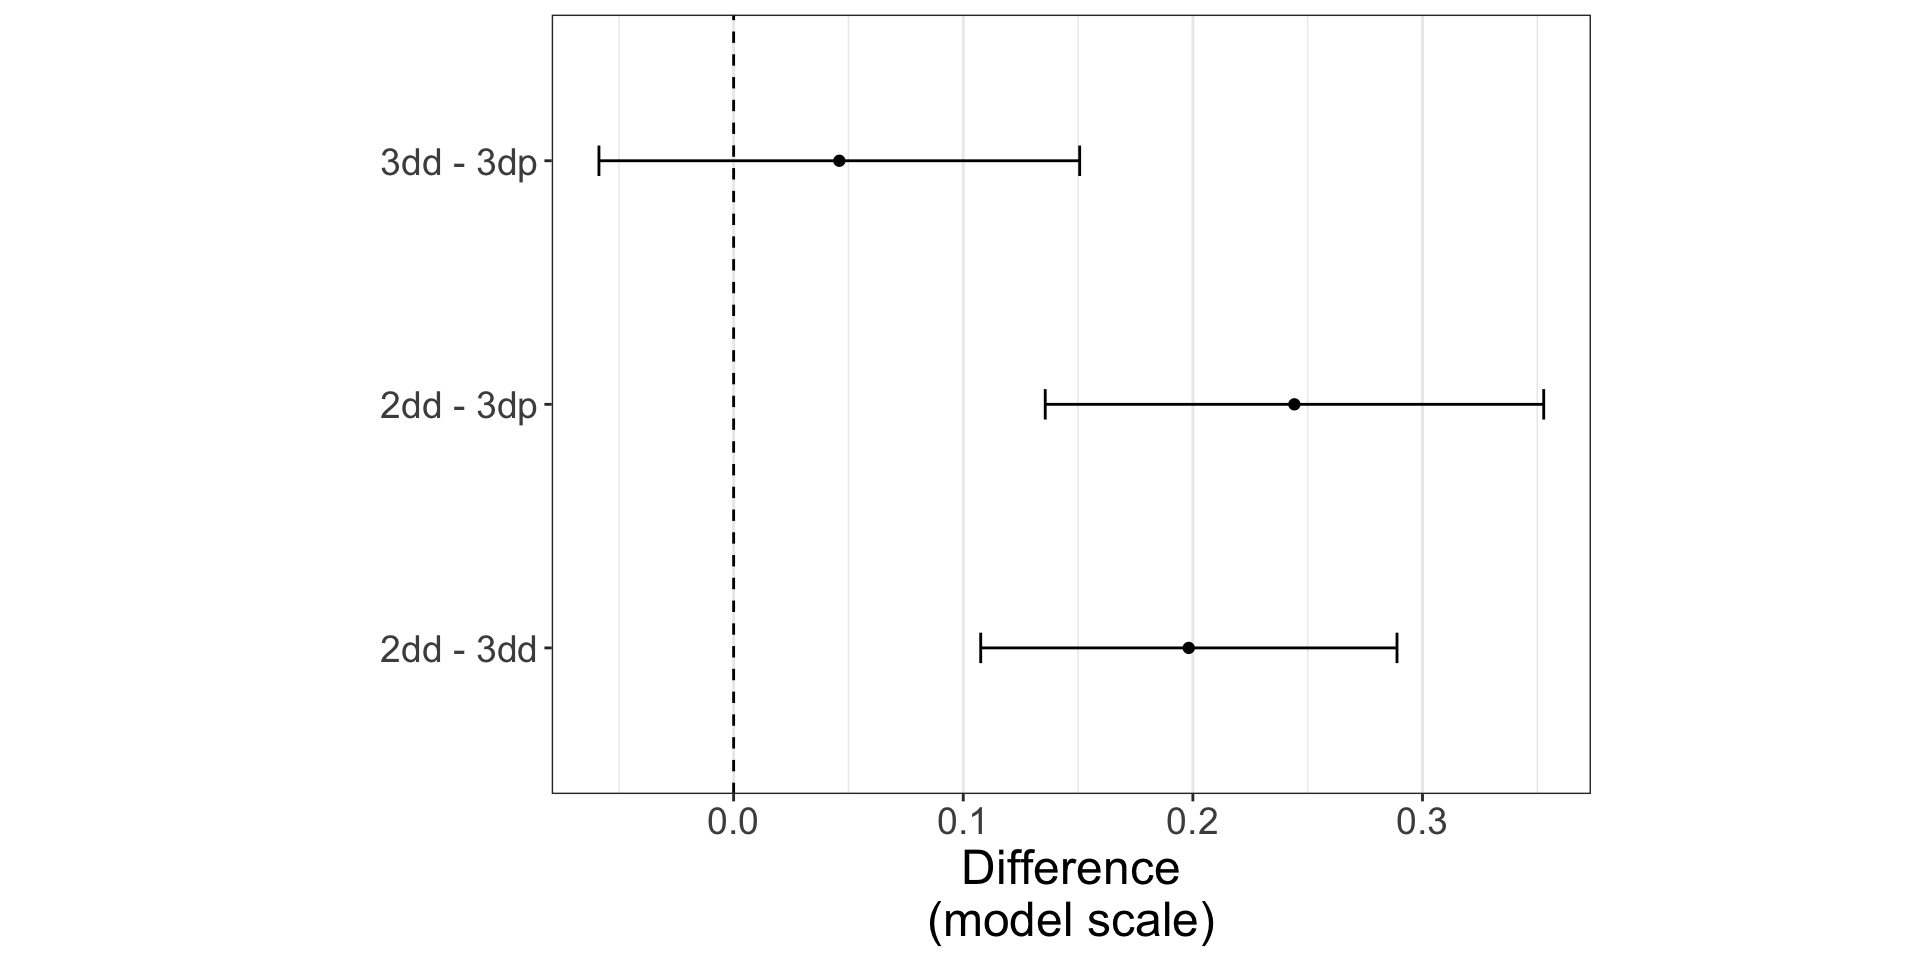 3dd - 3dp
2dd - 3dp
2dd - 3dd
0.0 0.1 0.2 0.3
Difference
(model scale)